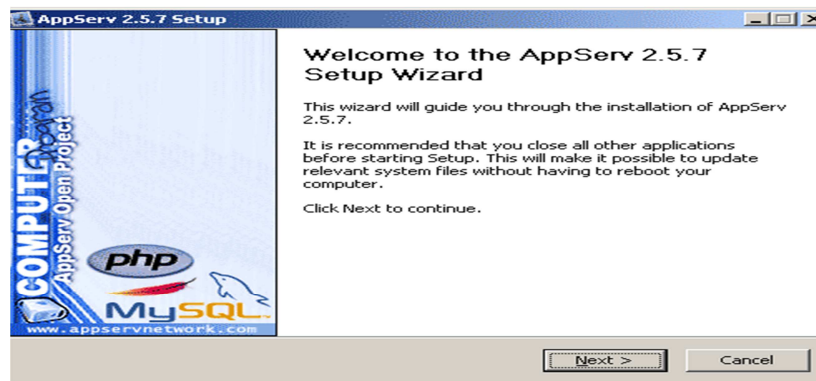 AppServ 2.5.7 Setup
Welcome to the AppServ 2.5.7
Setup Wizard
This wizard will guide you through the installation of AppServ
2.5.7.
It is recommended that you close all other applications
before starting Setup. This will make it possible to update
relevant system files without having to reboot your
computer.
Click Next to continue.
COMPUTER
Program
AppServ Open Project
php
MySQL
www.appservnetwork.com
Next >
Cancel